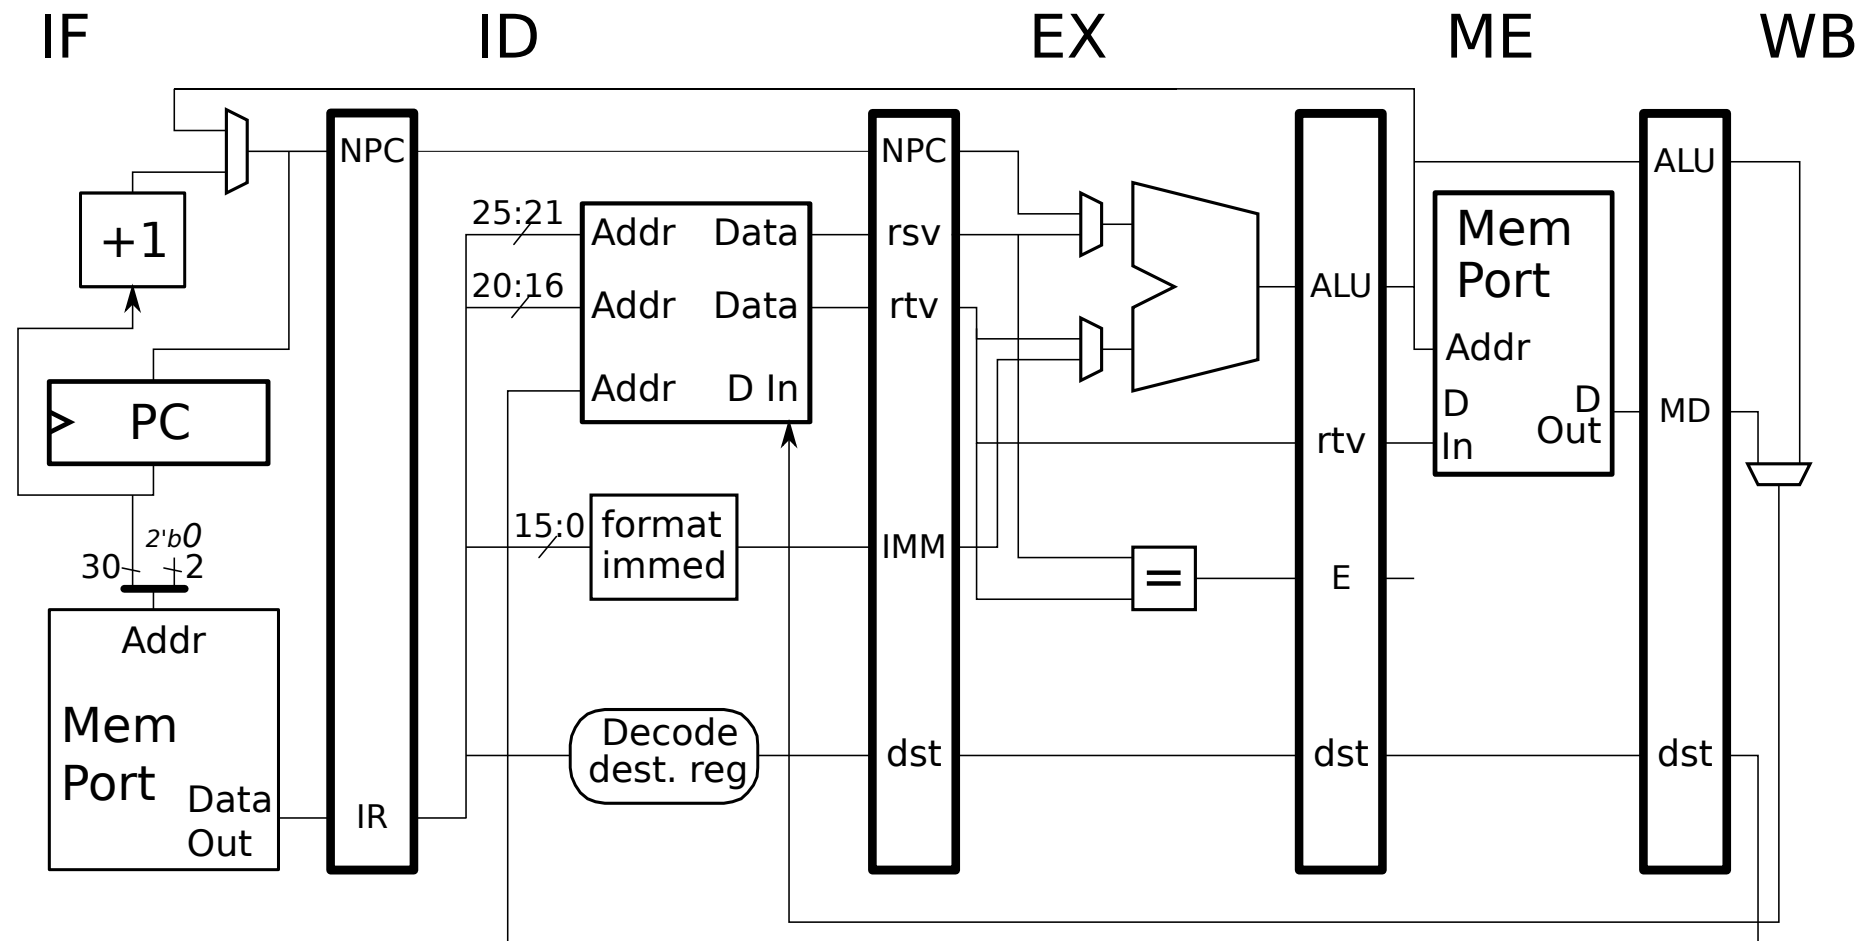 IF
ID
EX
ME
WB
+1
PC
30
2'b0
2
Addr
Mem
Port
Data
Out
NPC
IR
25:21
20:16
15:0
Addr Data
Addr Data
Addr D In
format
immed
Decode
dest. reg
NPC
rsv
rtv
IMM
dst
=
ALU
rtv
E
dst
Mem
Port
Addr
D
In
D
Out
ALU
MD
dst